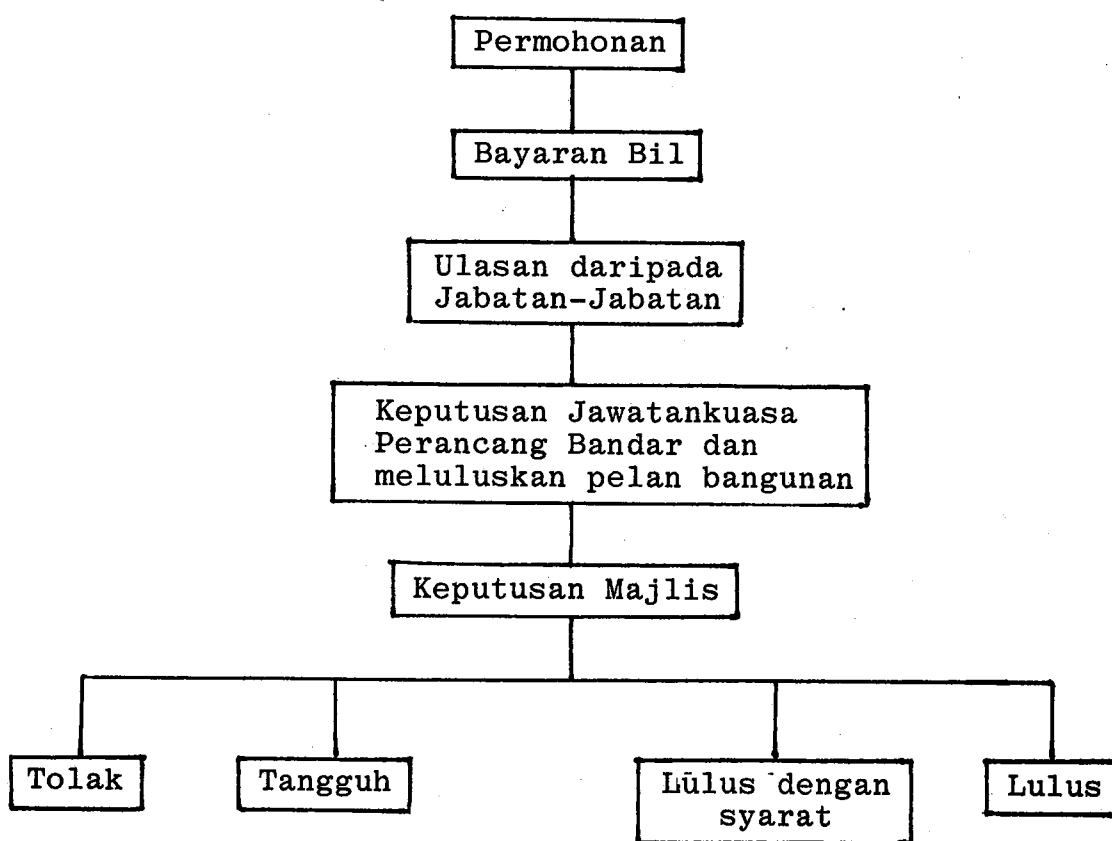 Permohonan
Bayaran Bil
Ulasan daripada
Jabatan-Jabatan
Keputusan Jawatankuasa
Perancang Bandar dan
meluluskan pelan bangunan
Keputusan Majlis
Tolak
Tangguh
Lulus dengan
syarat
Lulus